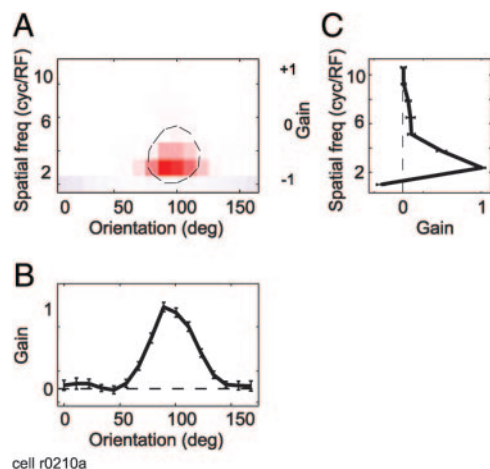 A
Spatial freq (cyc/RF)
10
6
2
0 50 100 150
Orientation (deg)
+1
0
-1
Gain
C
Spatial freq (cyc/RF)
10
6
2
0 1
Gain
B
Gain
1
0
0 50 100 150
Orientation (deg)
cell r0210a